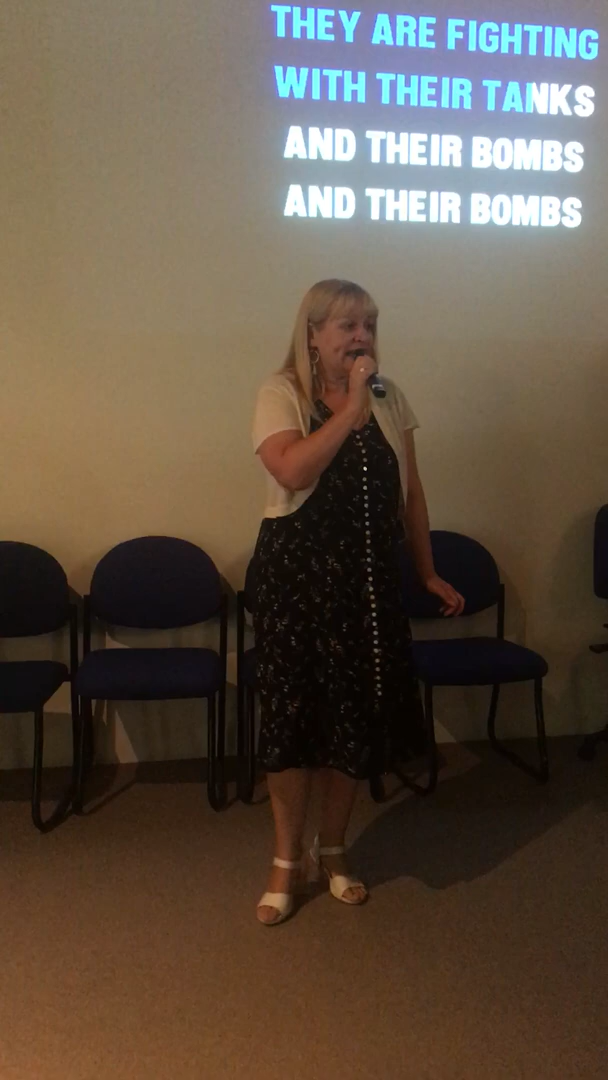 THEY ARE FIGHTING
WITH THEIR TANKS
AND THEIR BOMBS
AND THEIR BOMBS